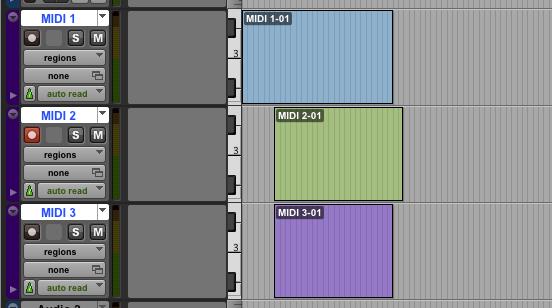 MIDI 1
MIDI 1-01
S M
3
regions
none
auto read
MIDI 2
MIDI 2-01
S M
3
regions
none
auto read
MIDI 3
MIDI 3-01
S M
3
regions
none
auto read